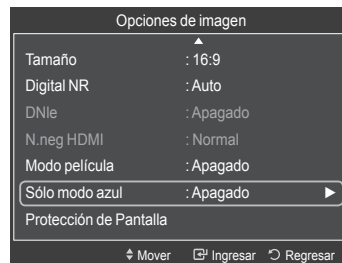 Opciones de imagen
Tamaño : 16:9
Digital NR : Auto
DNIe : Apagado
N.neg HDMI : Normal
Modo película : Apagado
Sólo modo azul : Apagado
Protección de Pantalla
Mover Ingresar Regresar